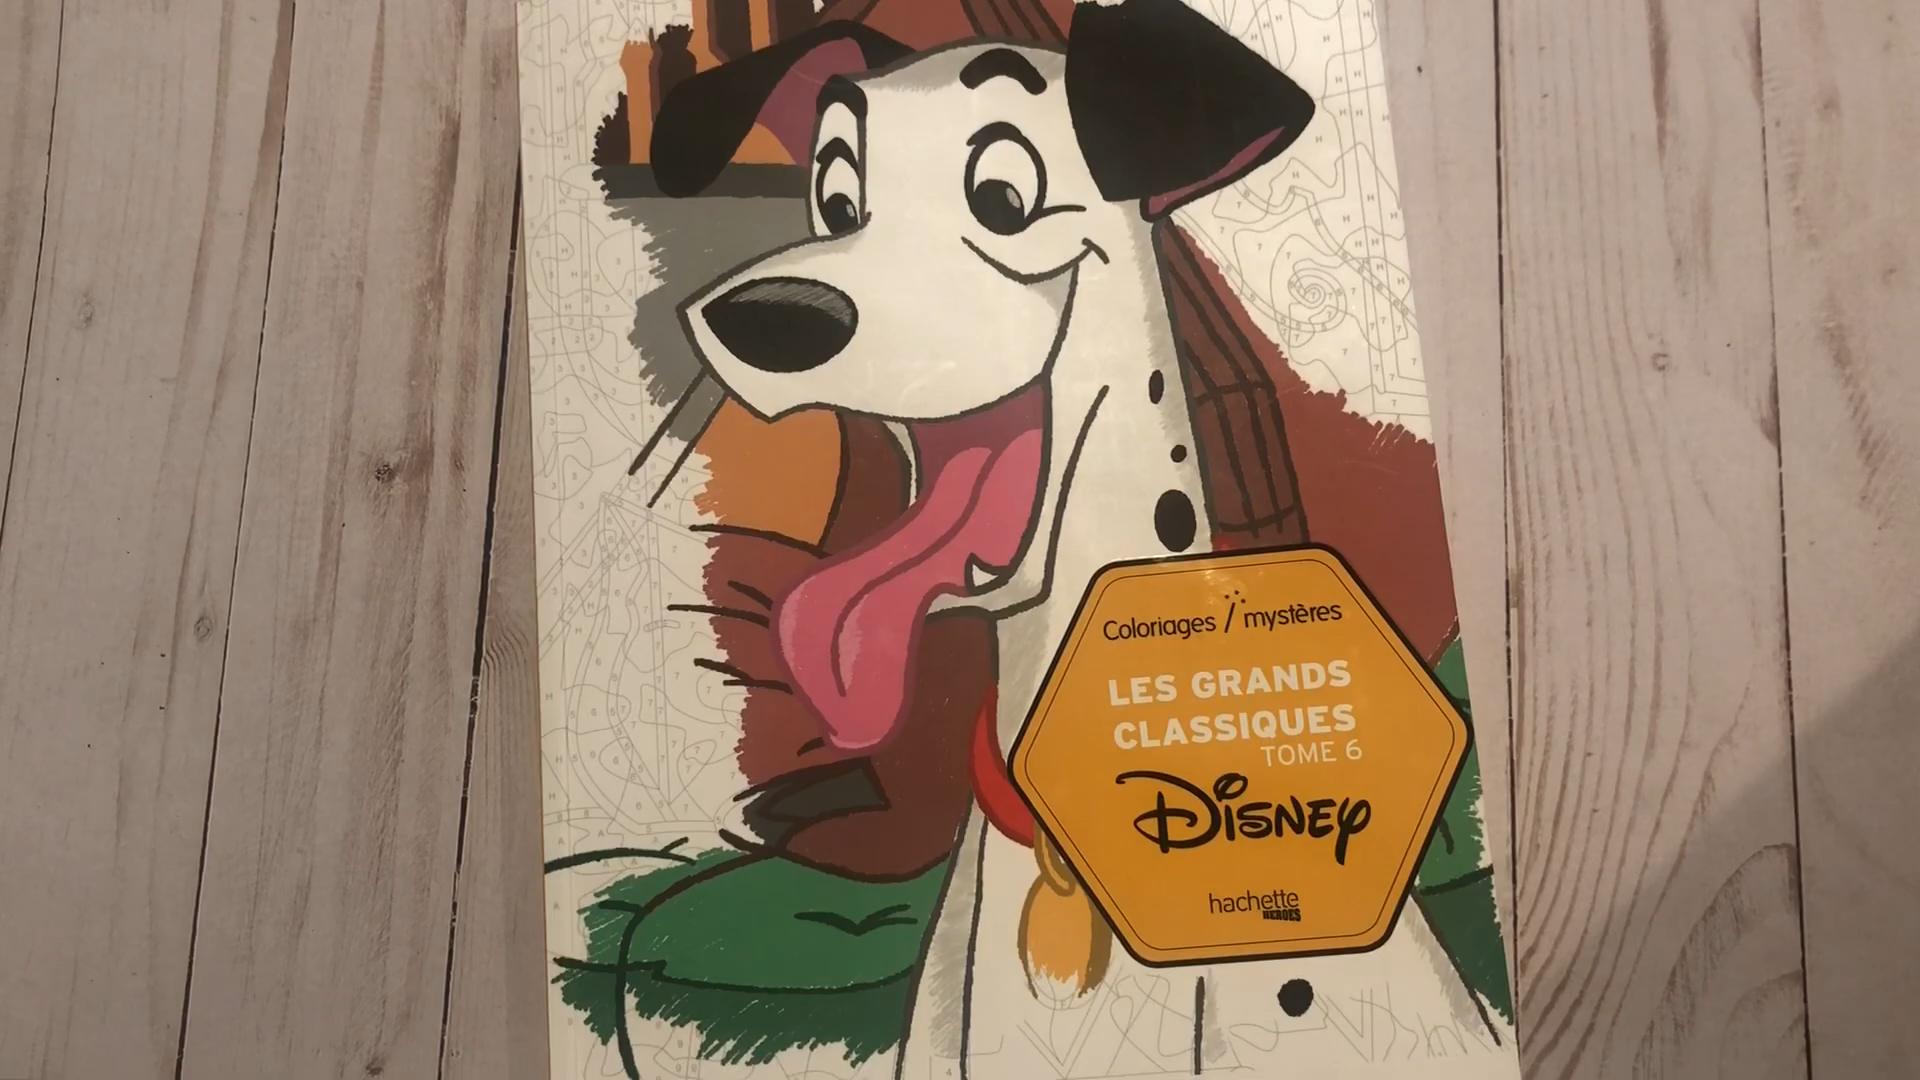 Coloriages mystères
LES GRANDS
CLASSIQUES
TOME 6
Disney
hachette
HEROES